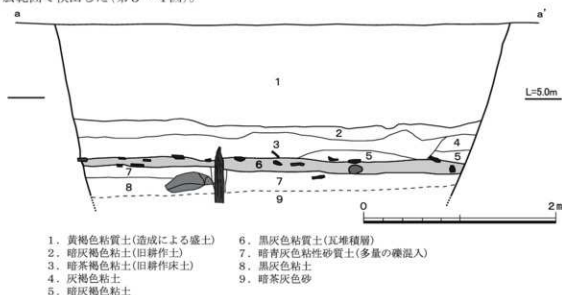 a
a'
1
L=5.0m
2
4
3
5
5
6
7
7
8
9
0 2m
1. 黄褐色粘質土(造成による盛土)
2. 暗灰褐色粘質土(旧耕作土)
3. 暗茶褐色粘質土(旧耕作床土)
4. 灰褐色粘質土
5. 暗灰褐色粘土
6. 黒灰色粘質土(瓦堆積層)
7. 暗青灰色粘性砂質土(多量の礫混入)
8. 黒灰色粘土
9. 暗茶灰色砂